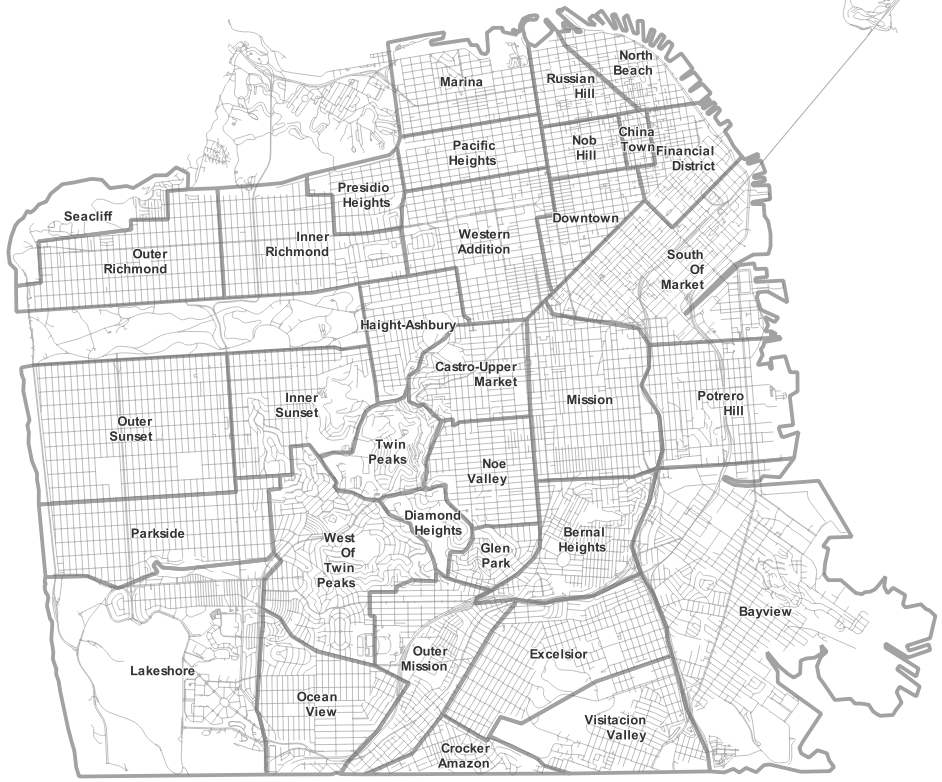 North
Beach
Marina
Russian
Hill
China
Town
Nob
Hill
Pacific
Heights
Financial
District
Presidio
Heights
Seacliff
Downtown
Western
Addition
Inner
Richmond
Outer
Richmond
South
Of
Market
Haight-Ashbury
Castro-Upper
Market
Inner
Sunset
Mission
Potrero
Hill
Outer
Sunset
Twin
Peaks
Noe
Valley
Diamond
Heights
Parkside
West
Of
Twin
Peaks
Glen
Park
Bernal
Heights
Bayview
Outer
Mission
Excelsior
Lakeshore
Ocean
View
Visitacion
Valley
Crocker
Amazon